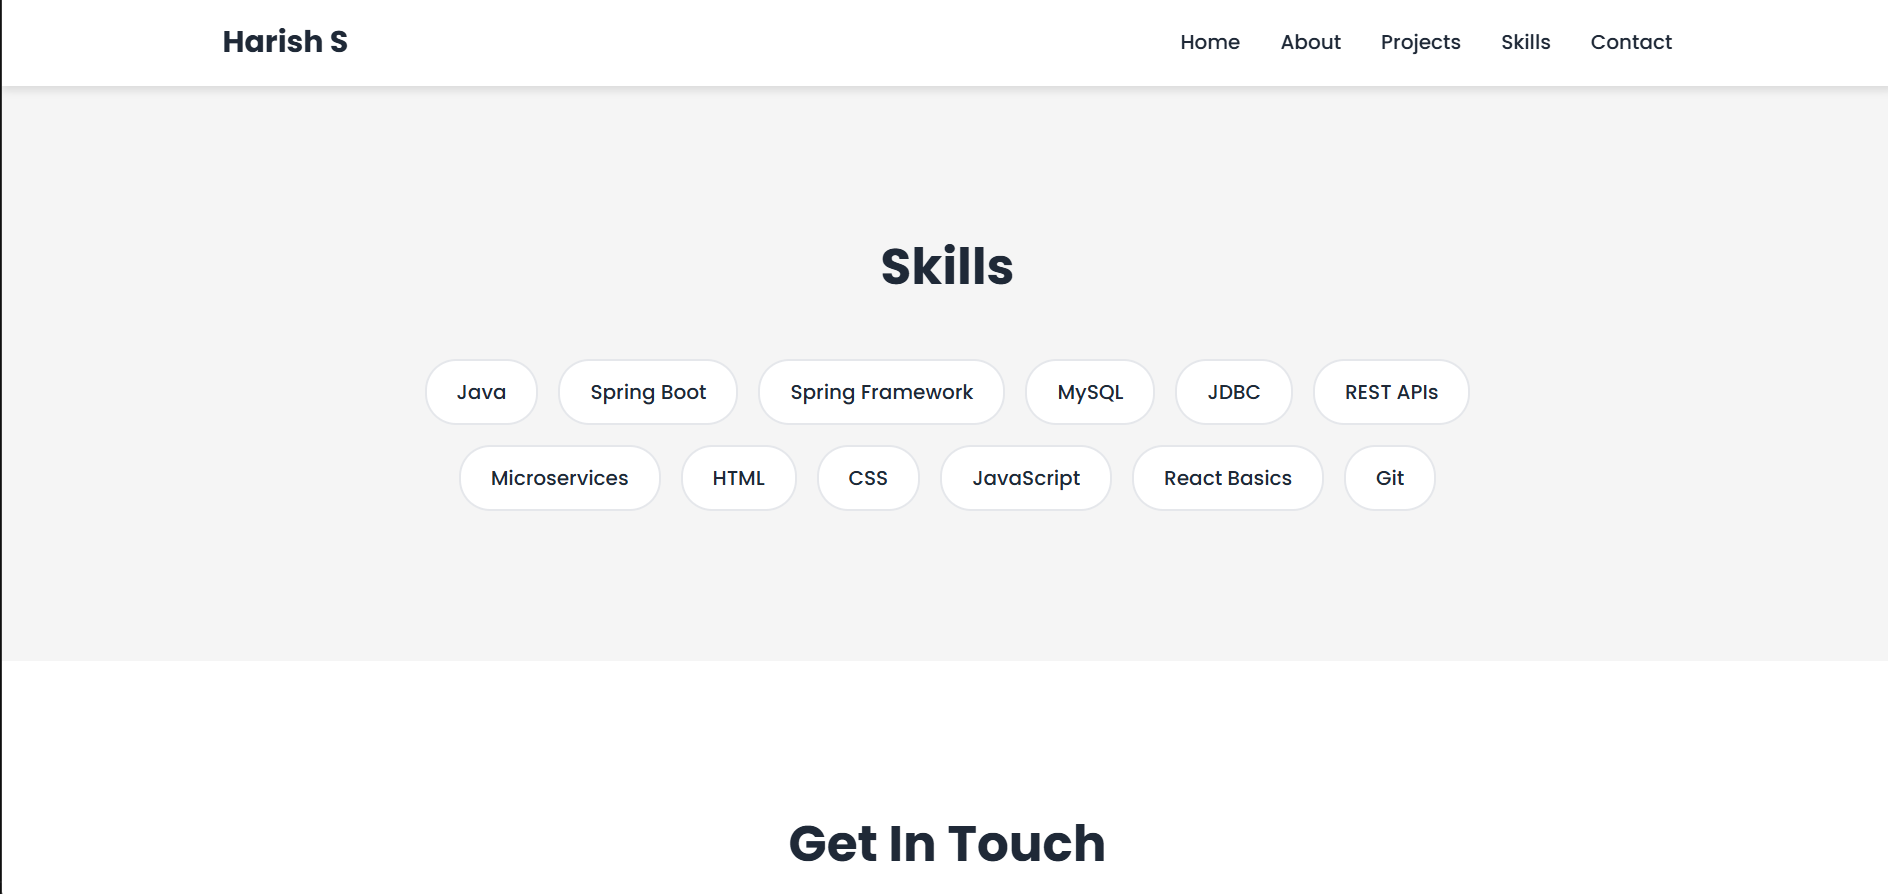 Harish S Home About Projects Skills Contact
Skills
Java Spring Boot Spring Framework MySQL JDBC REST APIs
Microservices HTML CSS JavaScript React Basics Git
Get In Touch